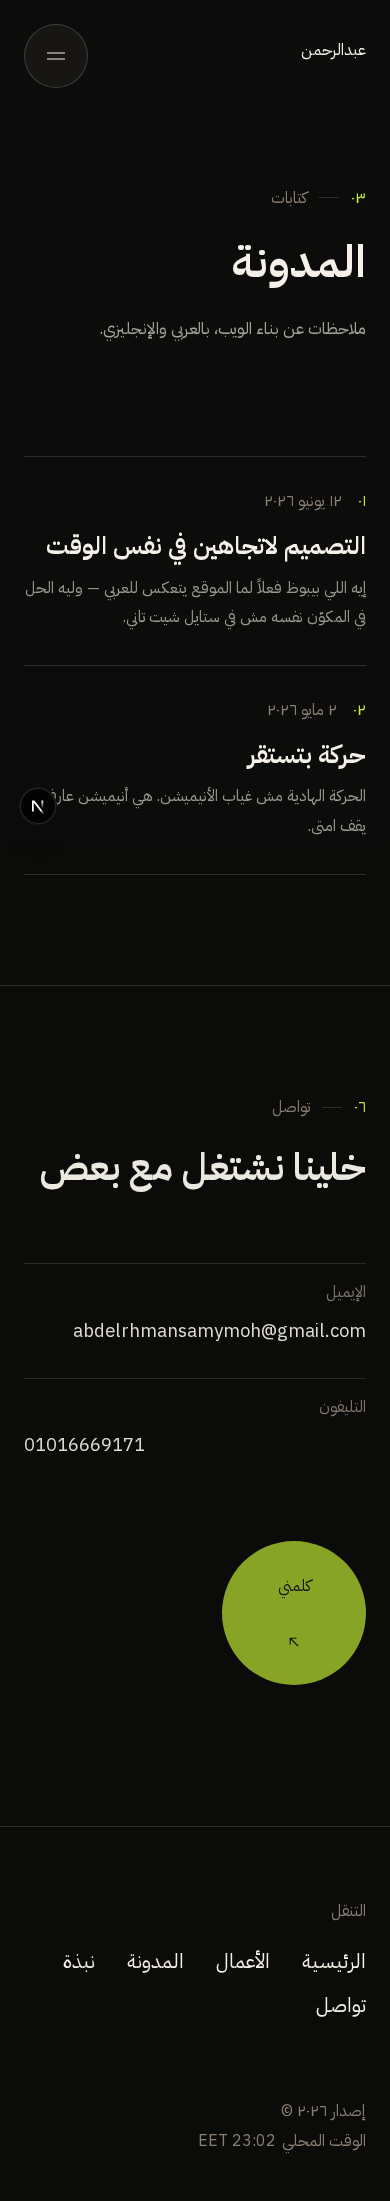 عبدالرحمن
٠٣ — كتابات
المدونة
ملاحظات عن بناء الويب، بالعربي والإنجليزي.
٠١ ١٢ يونيو ٢٠٢٦
التصميم لاتجاهين في نفس الوقت
إيه اللي بيبوظ فعلاً لما الموقع يتعكس للعربي — وليه الحل
في المكوّن نفسه مش في ستايل شيت تاني.
٠٢ ٢ مايو ٢٠٢٦
حركة بتستقر
الحركة الهادية مش غياب الأنيميشن. هي أنيميشن عارف
N
يقف امتى.
٠٦ — تواصل
خلينا نشتغل مع بعض
الإيميل
abdelrhmansamymoh@gmail.com
التليفون
01016669171
كلمني
التنقل
الرئيسية الأعمال المدونة نبذة
تواصل
إصدار ٢٠٢٦ ©
الوقت المحلي 23:02 EET